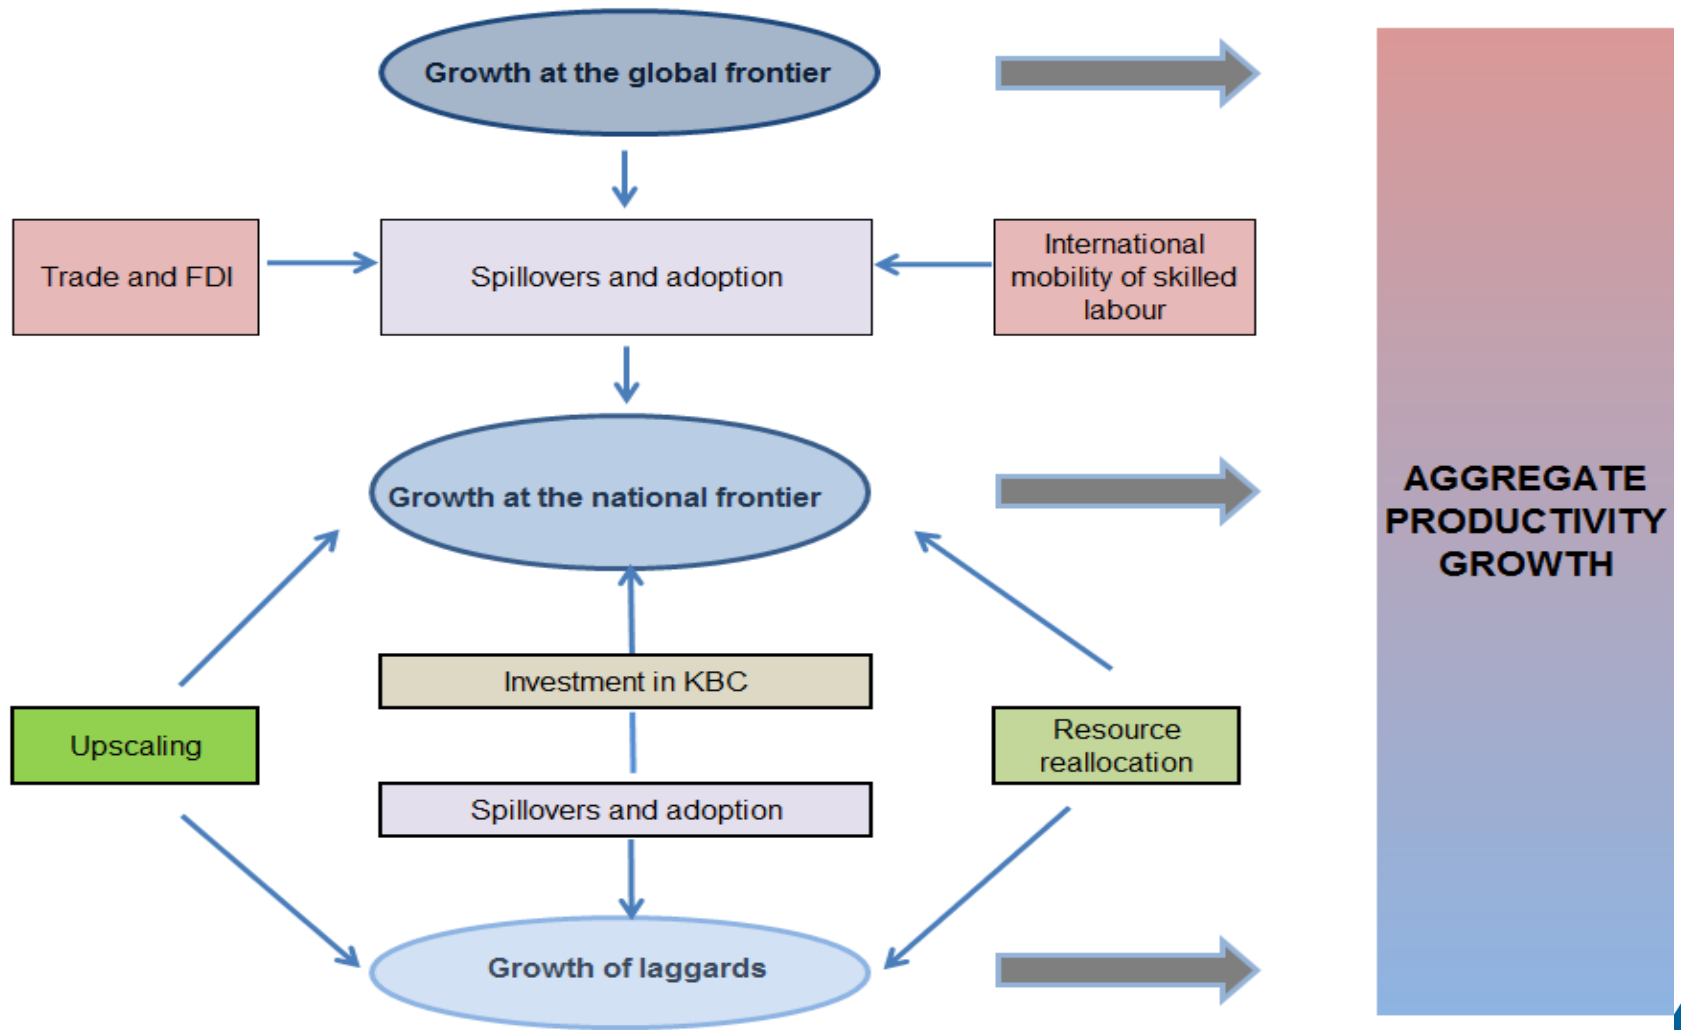 Growth at the global frontier
Trade and FDI
Spillovers and adoption
International
mobility of skilled
labour
Growth at the national frontier
AGGREGATE
PRODUCTIVITY
GROWTH
Investment in KBC
Upscaling
Resource
reallocation
Spillovers and adoption
Growth of laggards